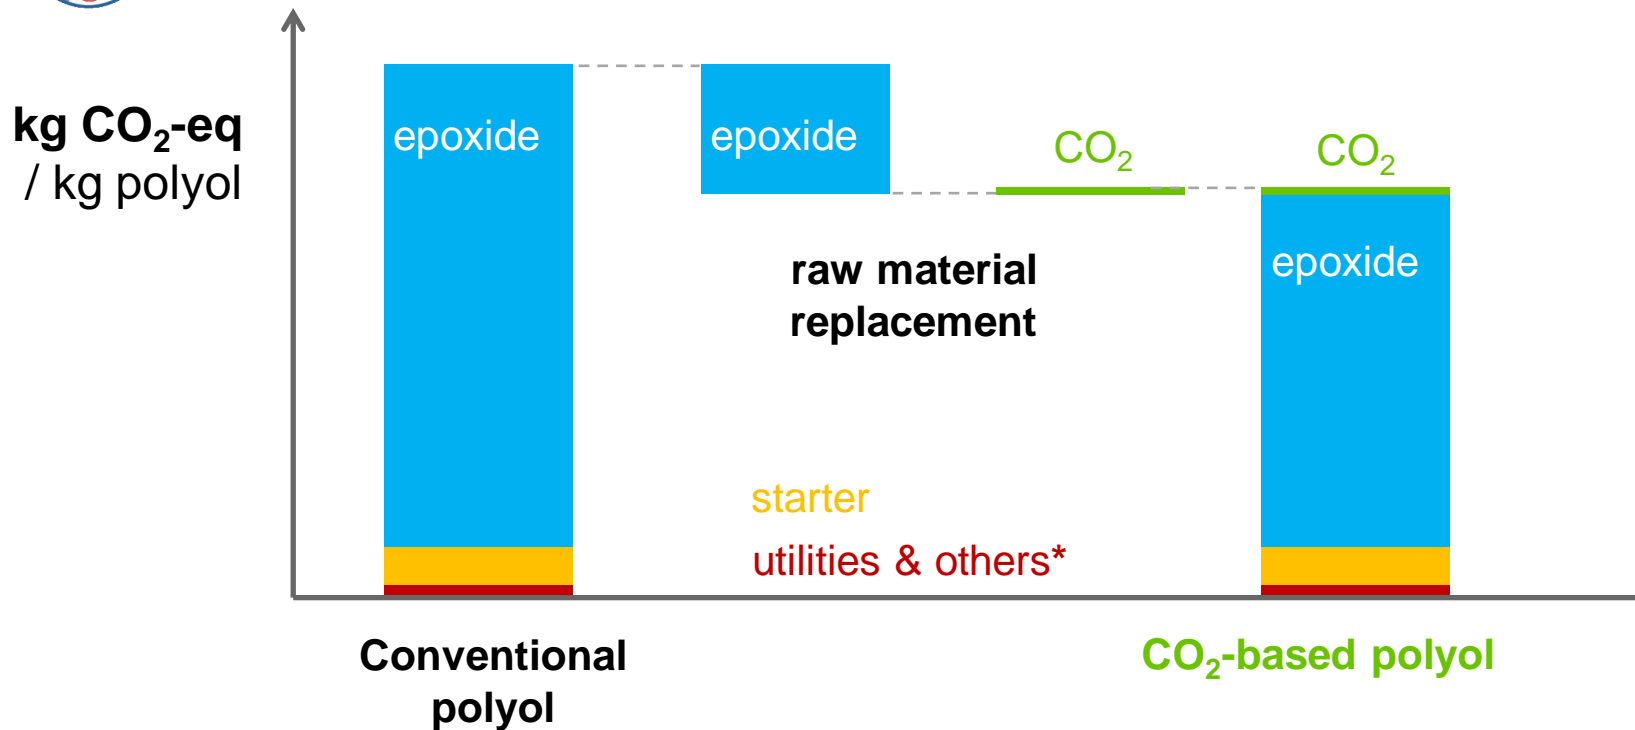 kg CO₂-eq
/ kg polyol
epoxide
epoxide
CO₂
CO₂
epoxide
raw material
replacement
starter
utilities & others*
Conventional
polyol
CO₂-based polyol